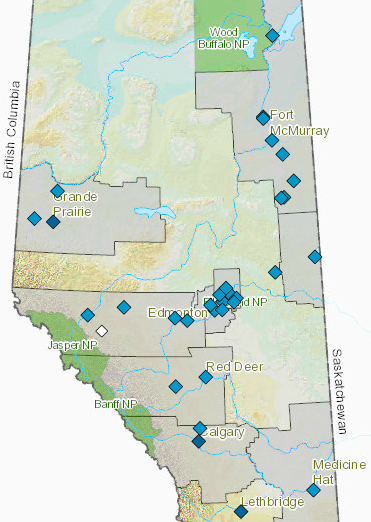 Wood
Buffalo NP
British Columbia
Fort
McMurray
Grande
Prairie
NP
Edmonton
Jasper NP
Red Deer
Saskatchewan
Banff NP
Calgary
Medicine
Hat
Lethbridge